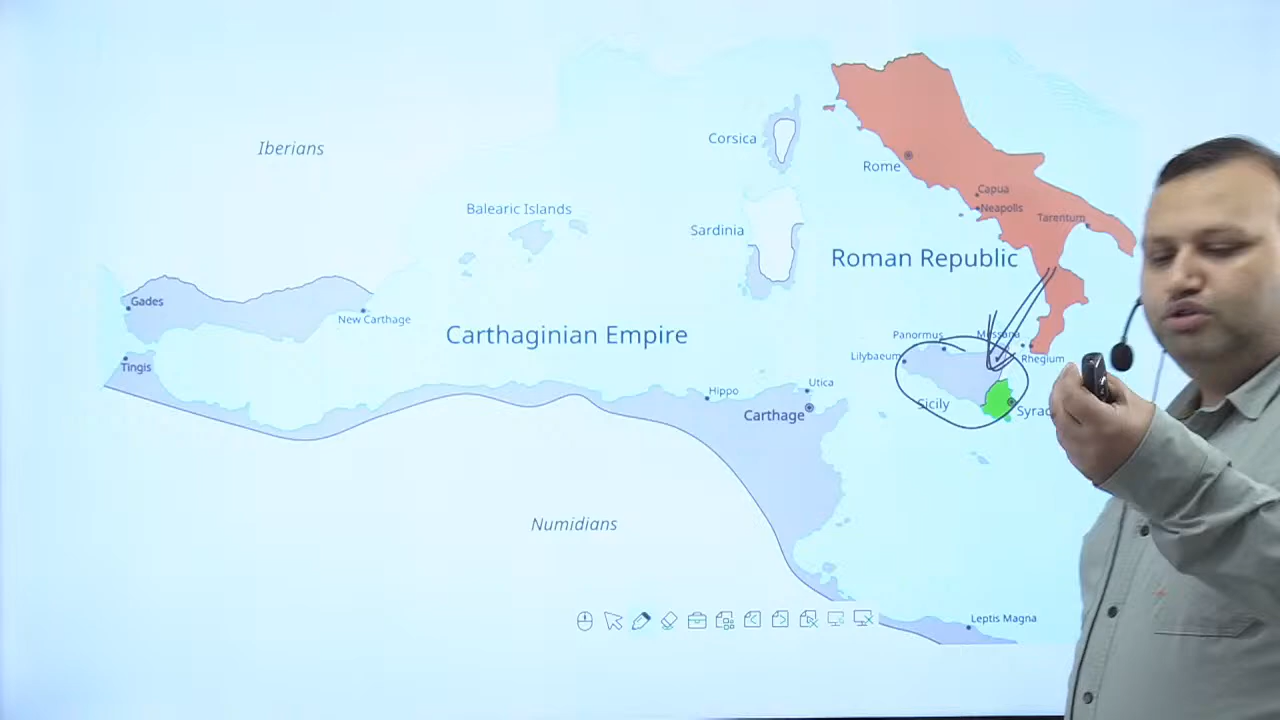 Iberians
Corsica
Rome
Capua
Neapolis
Tarentum
Balearic Islands
Sardinia
Roman Republic
Gades
New Carthage
Carthaginian Empire
Panormus
Messana
Lilybaeum
Rhegium
Tingis
Hippo
Utica
Sicily
Carthage
Syrac
Numidians
Leptis Magna